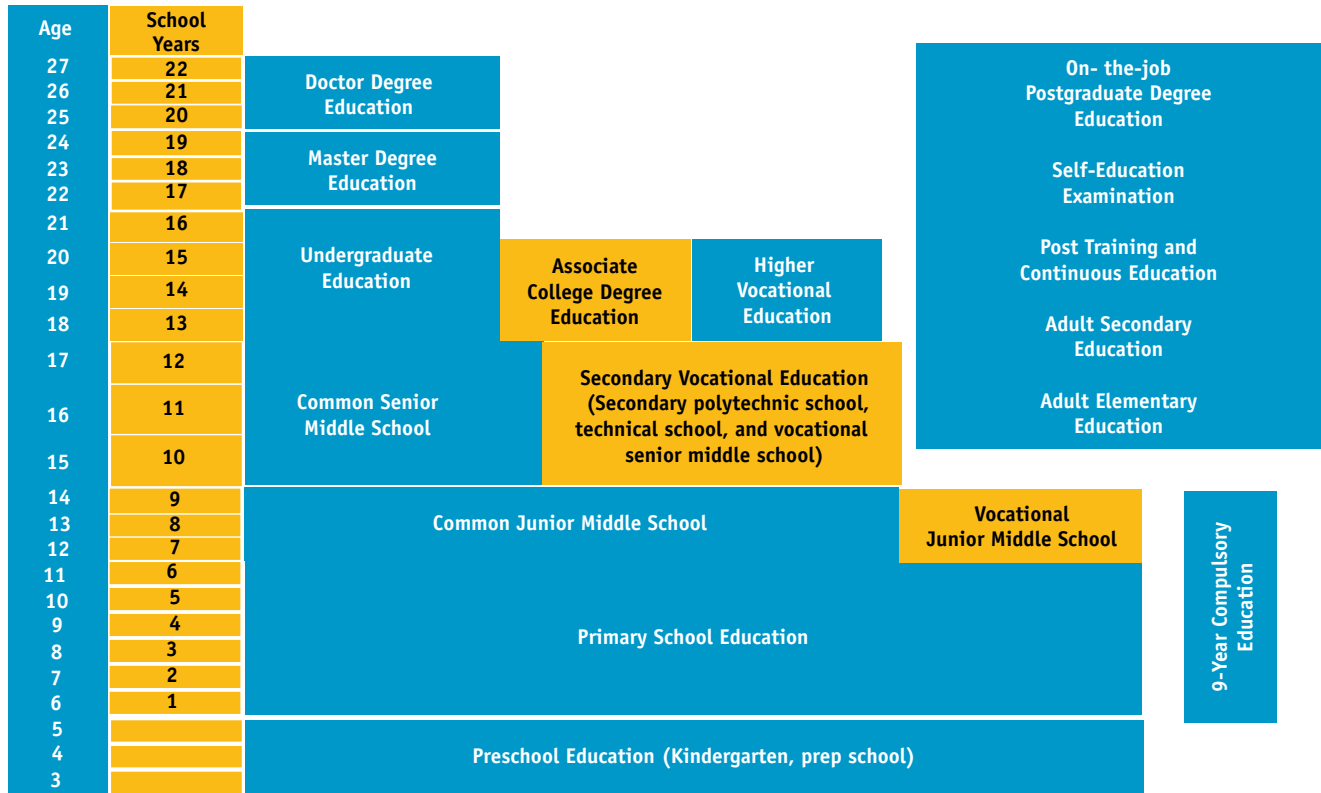 Age
School
Years
27
22
26
21
25
20
24
19
23
18
22
17
21
16
20
15
19
14
18
13
17
12
16
11
15
10
14
9
13
8
12
7
11
6
10
5
9
4
8
3
7
2
6
1
5
4
3
Doctor Degree
Education
Master Degree
Education
Undergraduate
Education
Associate
College Degree
Education
Higher
Vocational
Education
Common Senior
Middle School
Secondary Vocational Education
(Secondary polytechnic school,
technical school, and vocational
senior middle school)
Common Junior Middle School
Vocational
Junior Middle School
Primary School Education
Preschool Education (Kindergarten, prep school)
On- the-job
Postgraduate Degree
Education
Self-Education
Examination
Post Training and
Continuous Education
Adult Secondary
Education
Adult Elementary
Education
9-Year Compulsory
Education